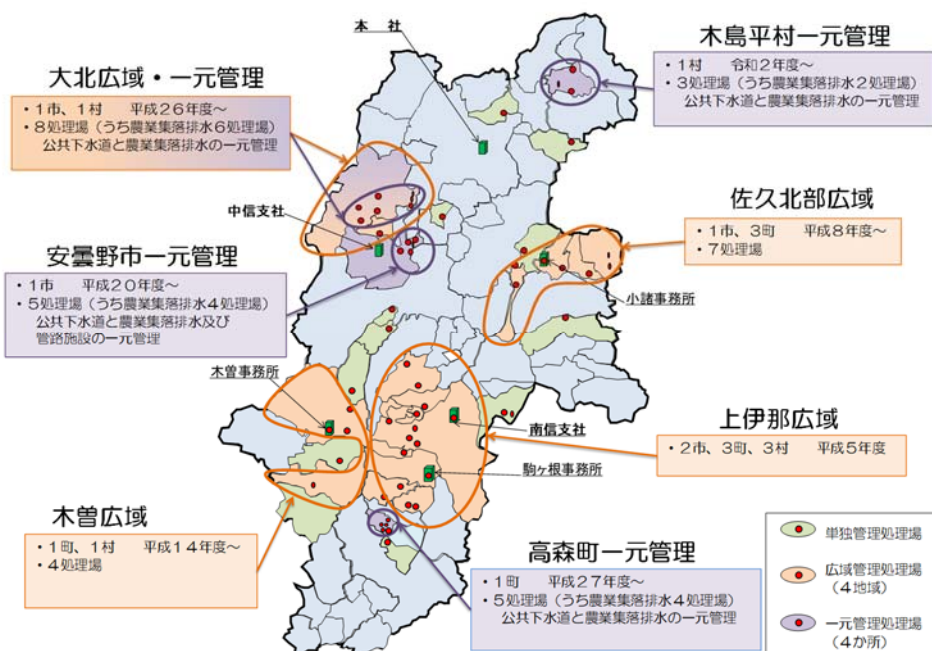 本 社
木島平村一元管理
・１村　令和２年度～
・３処理場（うち農業集落排水２処理場）
公共下水道と農業集落排水の一元管理
大北広域・一元管理
・１市、１村　平成２６年度～
・８処理場（うち農業集落排水６処理場）
公共下水道と農業集落排水の一元管理
中信支社
佐久北部広域
・１市、３町　平成８年度～
・７処理場
小諸事務所
安曇野市一元管理
・１市　平成２０年度～
・５処理場（うち農業集落排水４処理場）
公共下水道と農業集落排水及び
管路施設の一元管理
木曽事務所
南信支社
上伊那広域
・２市、３町、３村　平成５年度
駒ヶ根事務所
木曽広域
・１町、１村　平成１４年度～
・４処理場
高森町一元管理
・１町　平成２７年度～
・５処理場（うち農業集落排水４処理場）
公共下水道と農業集落排水の一元管理
単独管理処理場
広域管理処理場
（４地域）
一元管理処理場
（４か所）